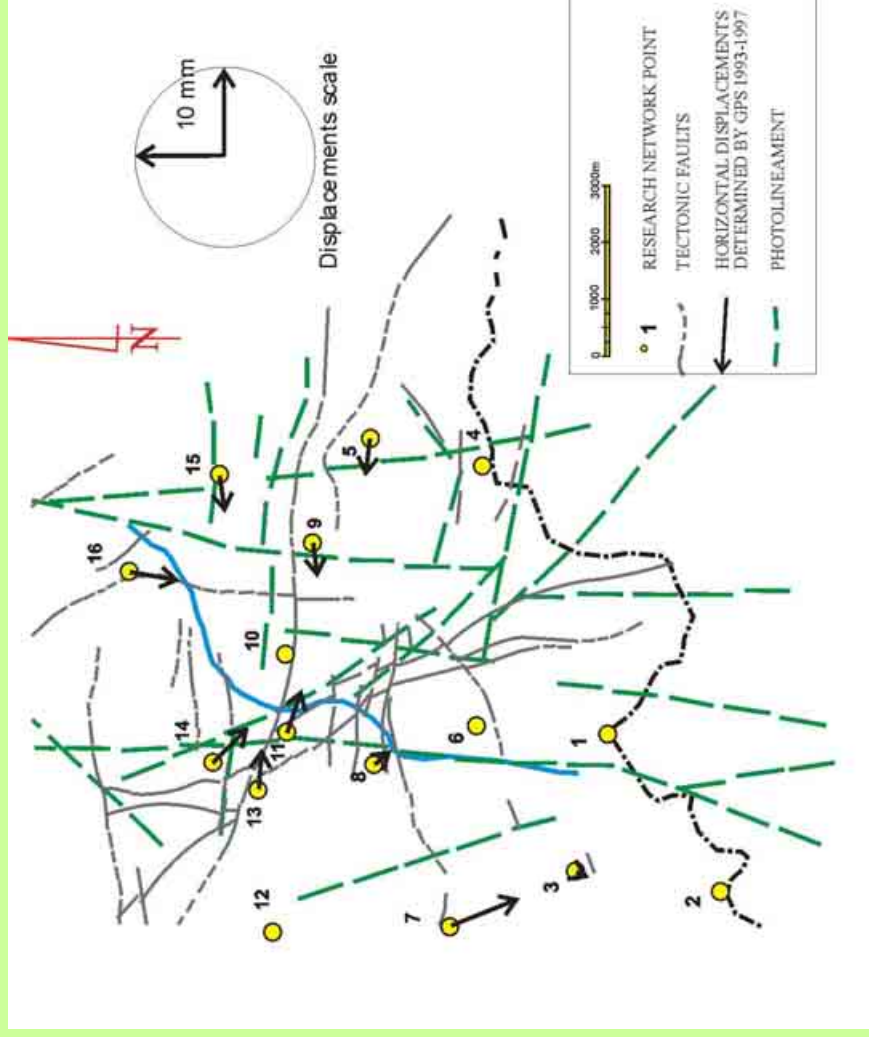 10 mm
Displacements scale
N
15
16
5
4
9
10
14
11
13
8
6
12
7
3
1
2
0 1000 2000 3000m
1 RESEARCH NETWORK POINT
TECTONIC FAULTS
HORIZONTAL DISPLACEMENTS
DETERMINED BY GPS 1993-1997
PHOTOLINEAMENT